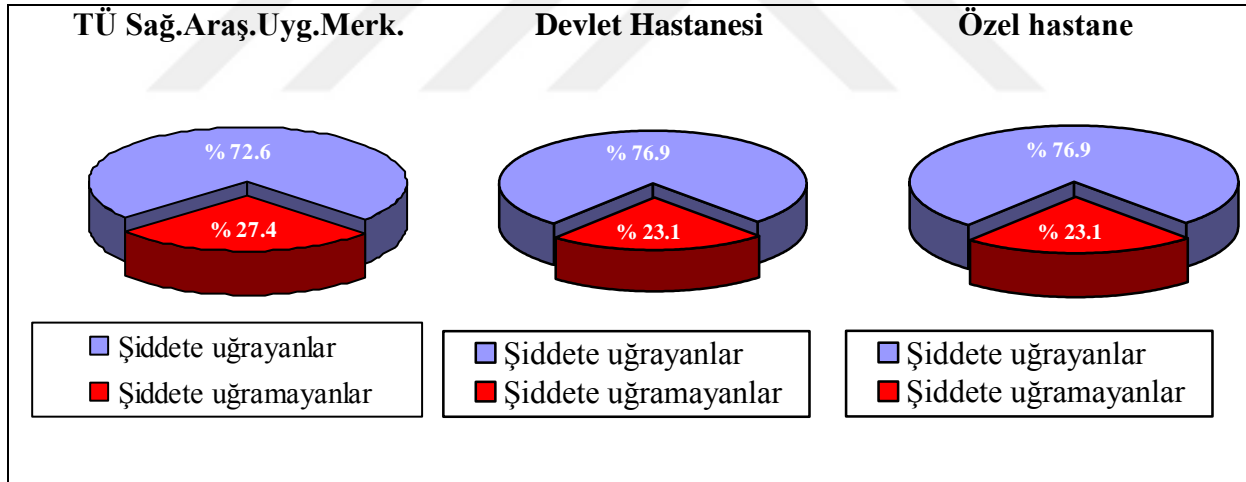 TÜ Sağ.Araş.Uyg.Merk.
% 72.6
% 27.4
Şiddete uğrayanlar
Şiddete uğramayanlar
Devlet Hastanesi
% 76.9
% 23.1
Şiddete uğrayanlar
Şiddete uğramayanlar
Özel hastane
% 76.9
% 23.1
Şiddete uğrayanlar
Şiddete uğramayanlar